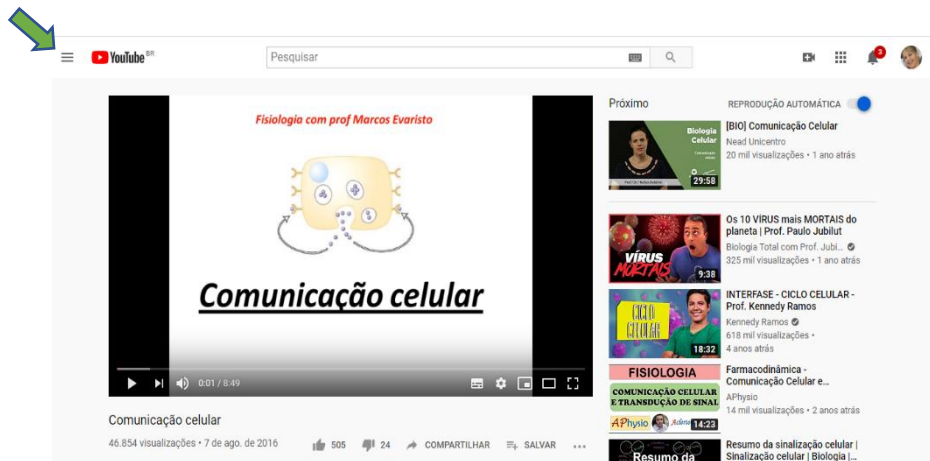 YouTube BR
Pesquisar
3
Fisiologia com prof Marcos Evaristo
Comunicação celular
0:01 / 8:49
Comunicação celular
46.854 visualizações • 7 de ago. de 2016
505
24
COMPARTILHAR
SALVAR
Próximo
REPRODUÇÃO AUTOMÁTICA
Biologia
Celular
29:58
[BIO] Comunicação Celular
Nead Unicentro
20 mil visualizações • 1 ano atrás
VÍRUS
MORTAIS
9:38
Os 10 VÍRUS mais MORTAIS do
planeta | Prof. Paulo Jubilut
Biologia Total com Prof. Jubi...
325 mil visualizações • 1 ano atrás
CICLO
CELULAR
18:32
INTERFASE - CICLO CELULAR -
Prof. Kennedy Ramos
Kennedy Ramos
618 mil visualizações •
4 anos atrás
FISIOLOGIA
COMUNICAÇÃO CELULAR
E TRANSDUÇÃO DE SINAL
APhysio
14:23
Farmacodinâmica -
Comunicação Celular e...
APhysio
14 mil visualizações • 2 anos atrás
Resumo da
Resumo da sinalização celular |
Sinalização celular | Biologia |...